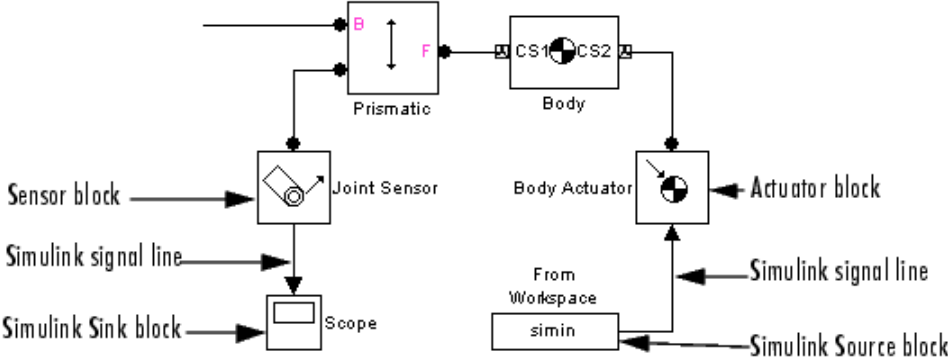 B
F
CS1
CS2
Prismatic
Body
Sensor block
Joint Sensor
Body Actuator
Actuator block
Simulink signal line
From
Workspace
Simulink signal line
Simulink Sink block
Scope
simin
Simulink Source block